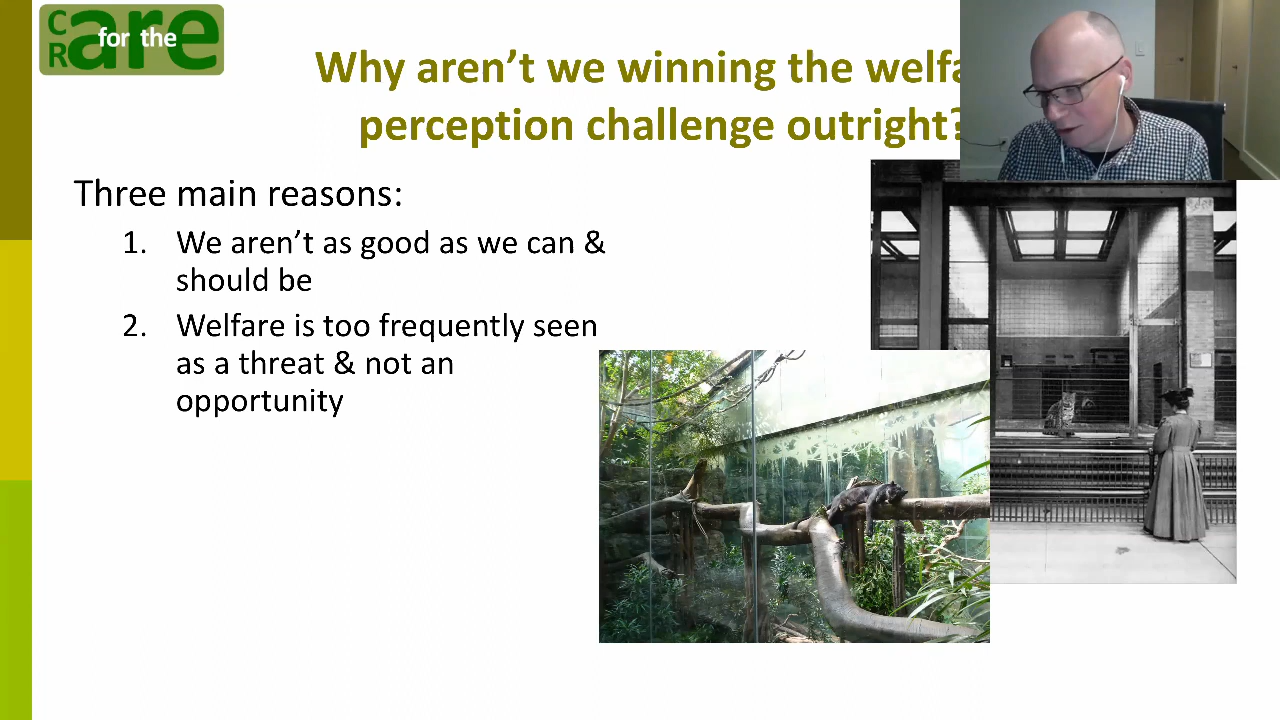 Care
for the
R
Why aren’t we winning the welfa
perception challenge outright?
Three main reasons:
1. We aren’t as good as we can &
should be
2. Welfare is too frequently seen
as a threat & not an
opportunity